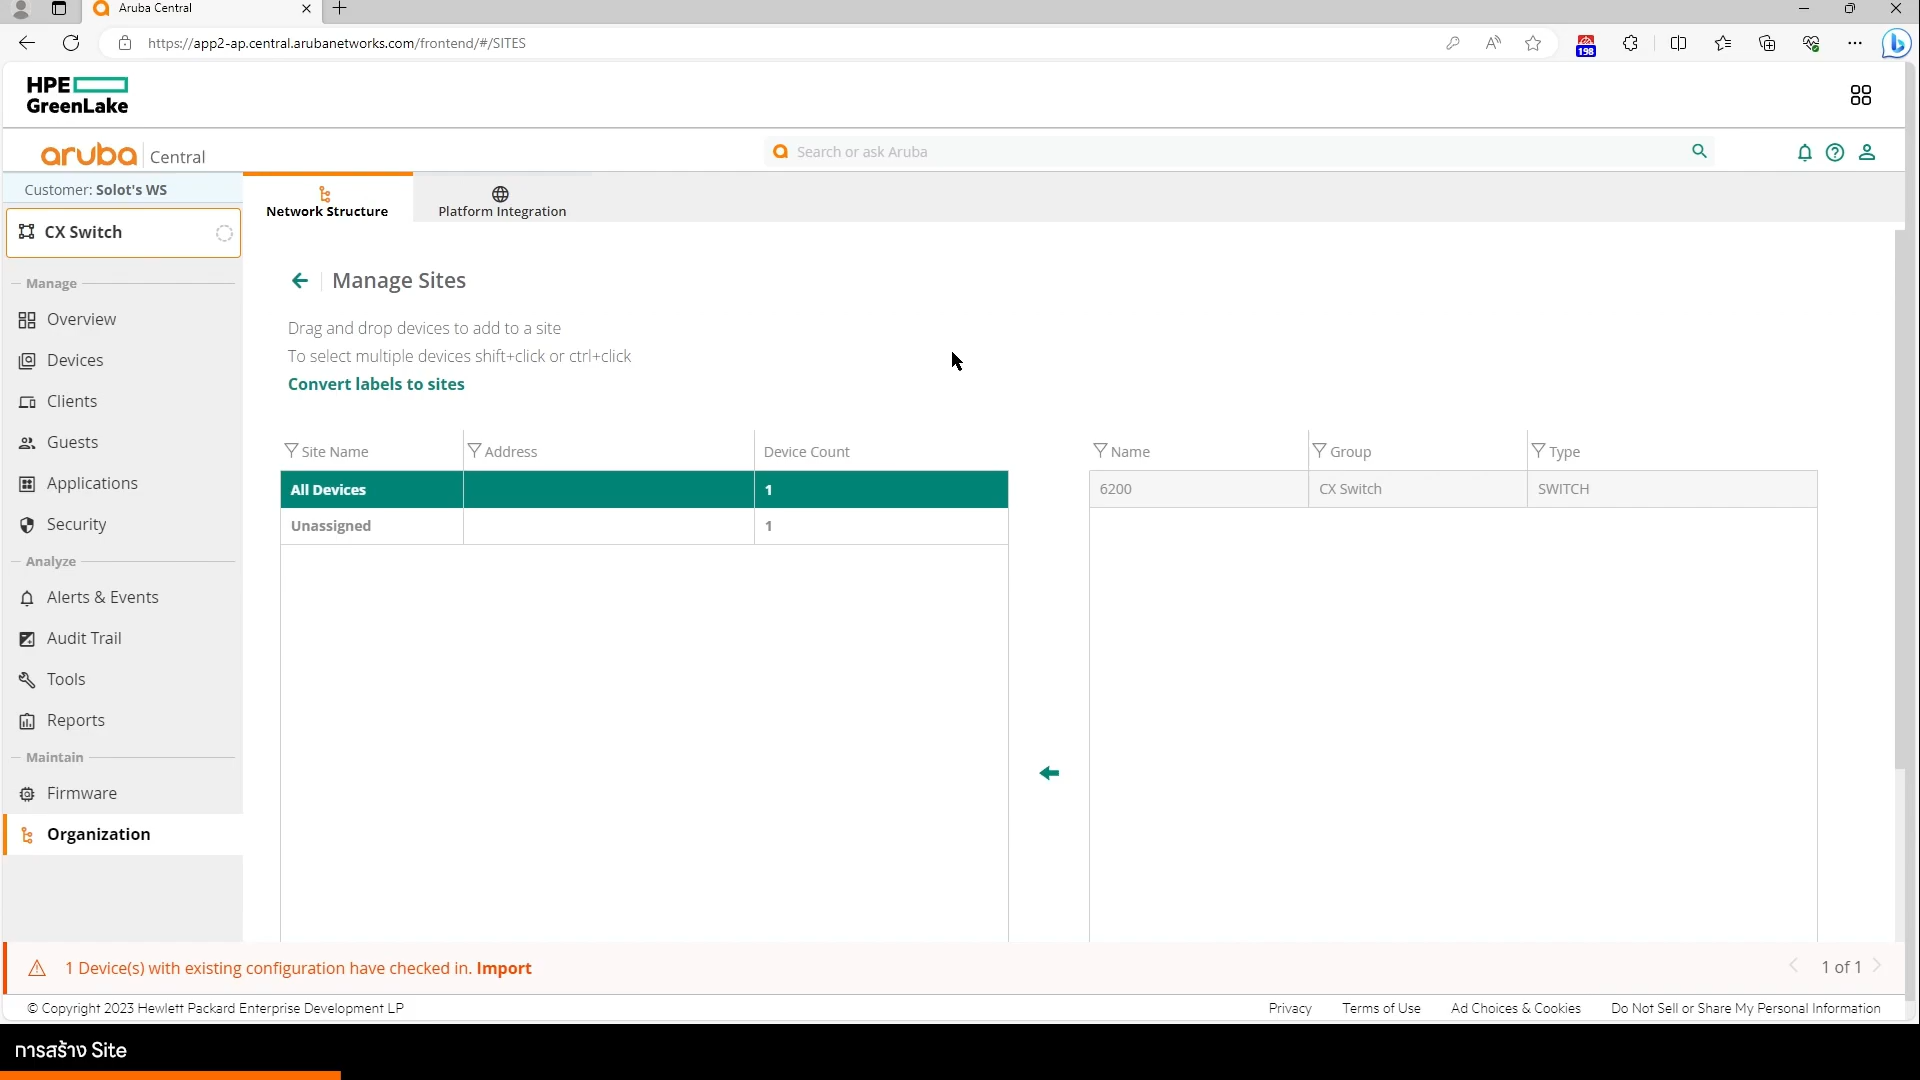 Aruba Central
https://app2-ap.central.arubanetworks.com/frontend/#/SITES
198
HPE
GreenLake
aruba Central
Search or ask Aruba
Customer: Solot's WS
Network Structure
Platform Integration
CX Switch
Manage
Overview
Devices
Clients
Guests
Applications
Security
Analyze
Alerts & Events
Audit Trail
Tools
Reports
Maintain
Firmware
Organization
Manage Sites
Drag and drop devices to add to a site
To select multiple devices shift+click or ctrl+click
Convert labels to sites
Site Name Address Device Count
All Devices 1
Unassigned 1
Name Group Type
6200 CX Switch SWITCH
1 Device(s) with existing configuration have checked in. Import
1 of 1
© Copyright 2023 Hewlett Packard Enterprise Development LP
Privacy Terms of Use Ad Choices & Cookies Do Not Sell or Share My Personal Information
การสร้าง Site